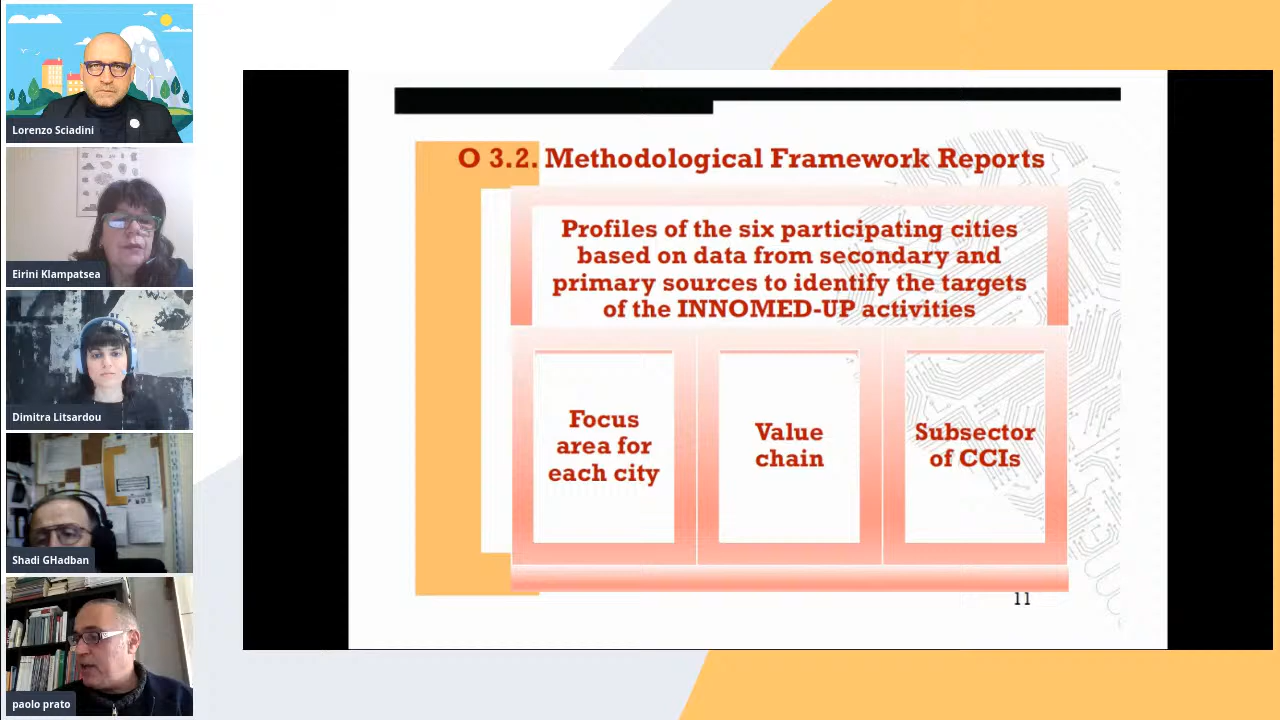 Lorenzo Sciadini
Eirini Klampatsea
Dimitra Litsardou
Shadi GHadban
paolo prato
O 3.2. Methodological Framework Reports
Profiles of the six participating cities
based on data from secondary and
primary sources to identify the targets
of the INNOMED-UP activities
Focus
area for
each city
Value
chain
Subsector
of CCIs
11